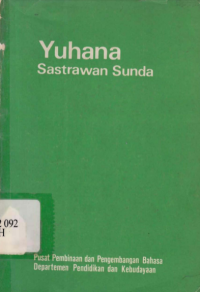 Yuhana
Sastrawan Sunda
2 092
H
Pusat Pembinaan dan Pengembangan Bahasa
Departemen Pendidikan dan Kebudayaan